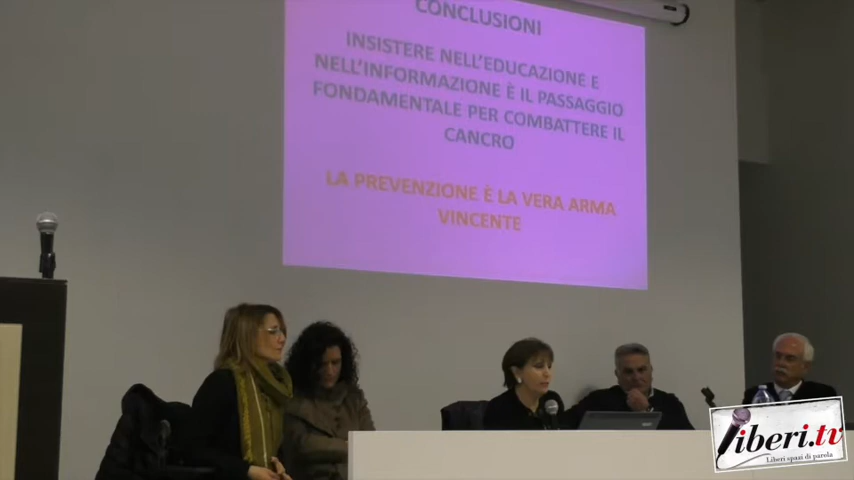 CONCLUSIONI
INSISTERE NELL'EDUCAZIONE E
NELL'INFORMAZIONE È IL PASSAGGIO
FONDAMENTALE PER COMBATTERE IL
CANCRO
LA PREVENZIONE È LA VERA ARMA
VINCENTE
liberi.tv
Liberi spazi di parola